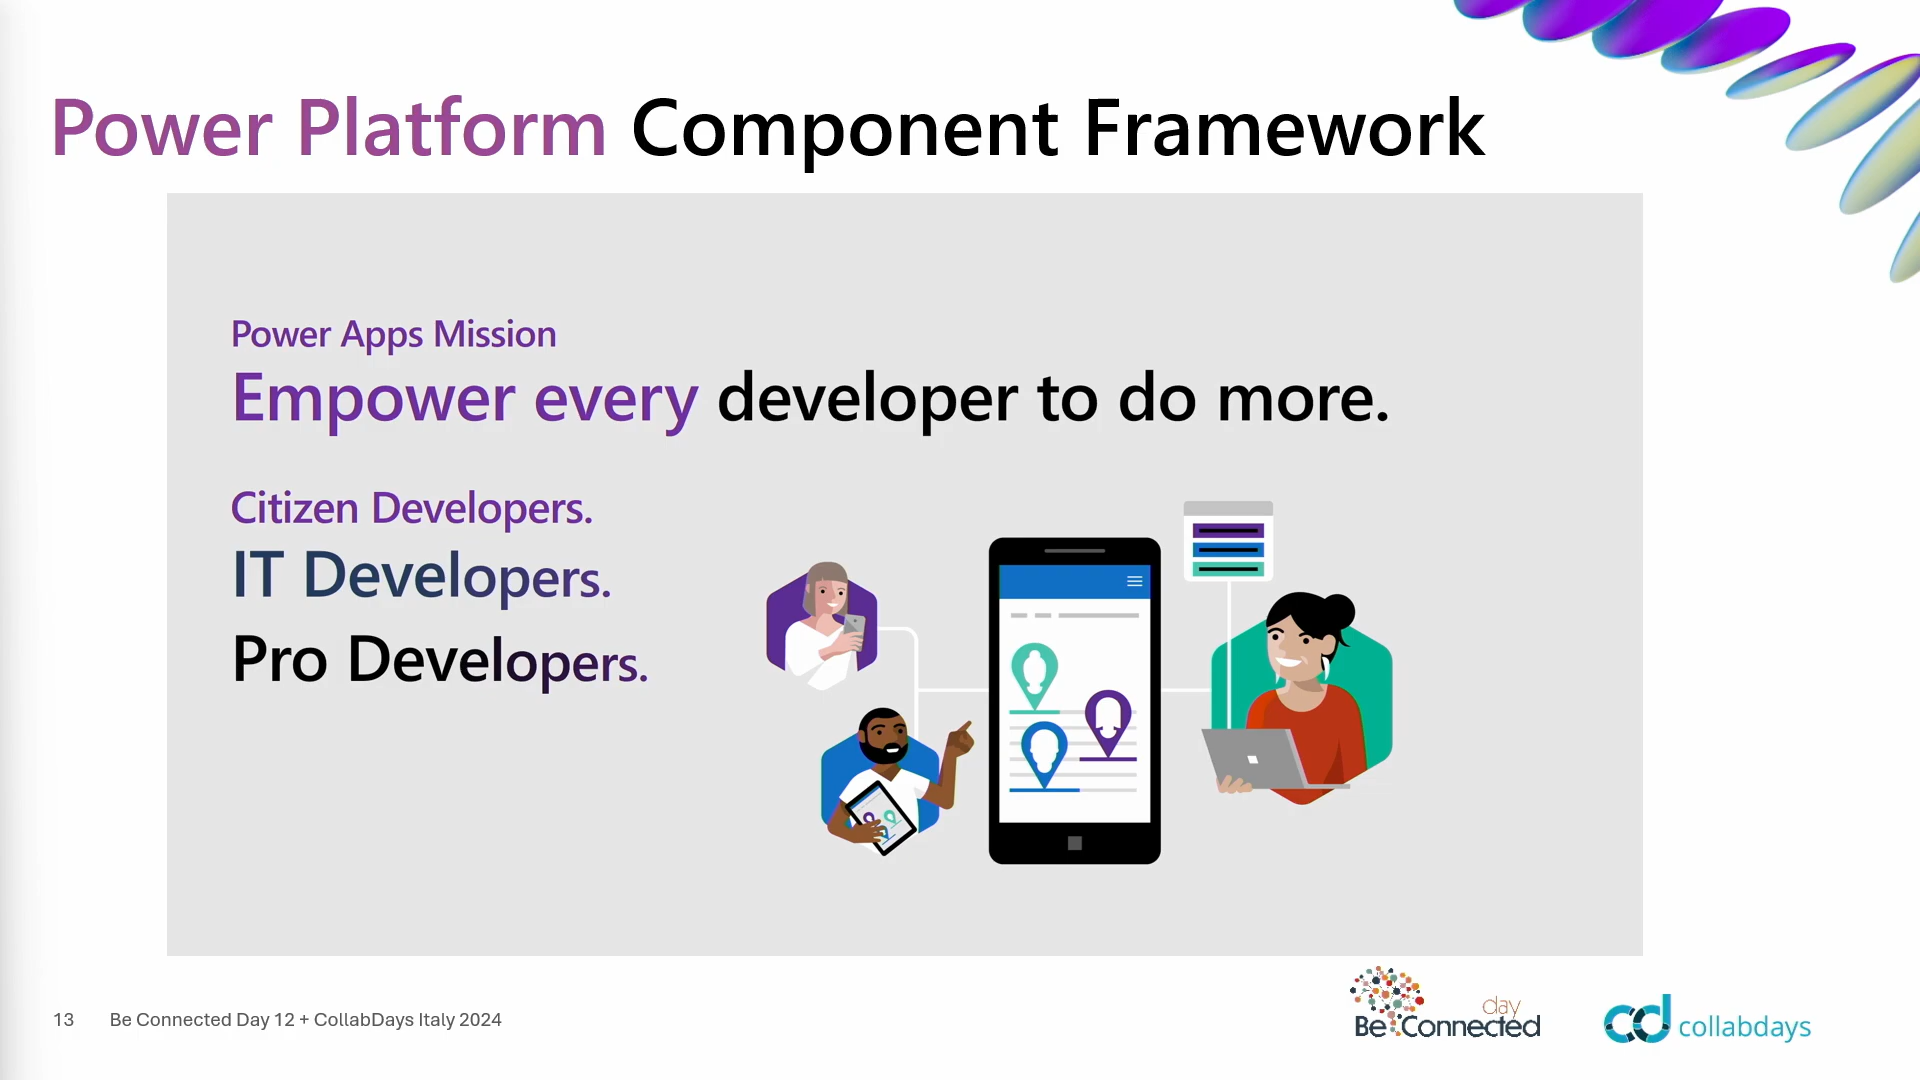 Power Platform Component Framework
Power Apps Mission
Empower every developer to do more.
Citizen Developers.
IT Developers.
Pro Developers.
13 Be Connected Day 12 + CollabDays Italy 2024
day
Be Connected
cd collabdays